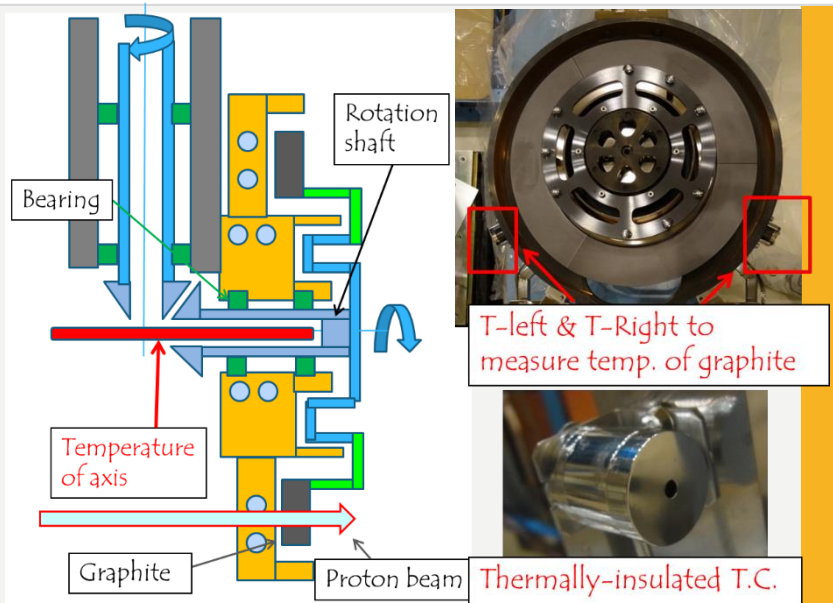 Rotation
shaft
Bearing
T-left & T-Right to
measure temp. of graphite
Temperature
of axis
Graphite
Proton beam
Thermally-insulated T.C.